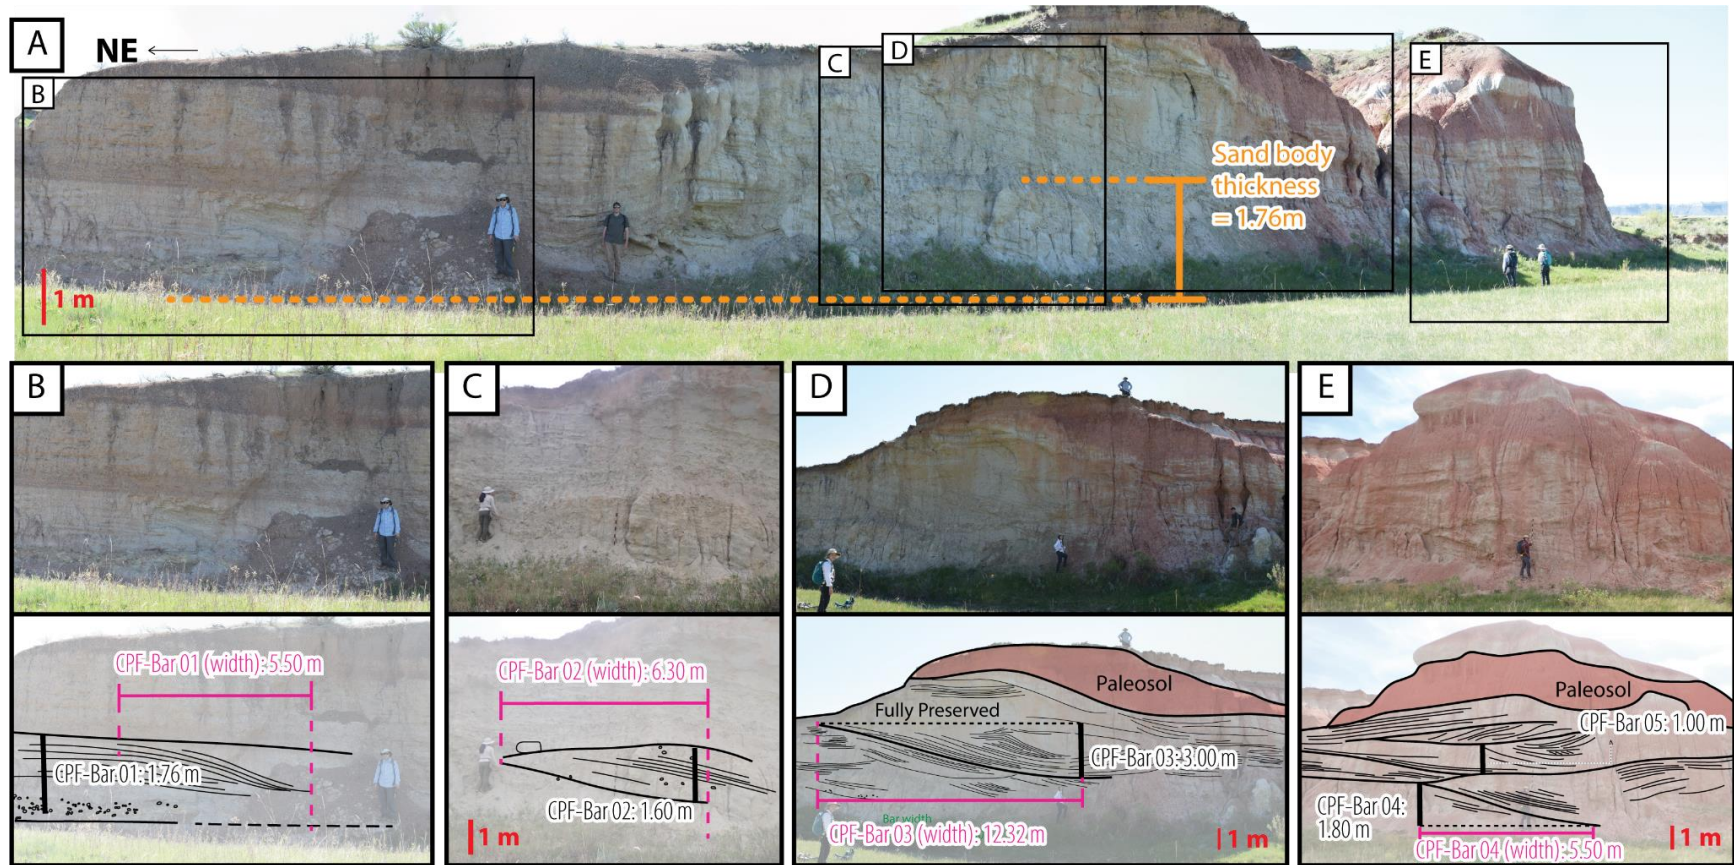 A
NE
B
C
D
E
Sand body
thickness
= 1.76m
1 m
B
C
D
E
CPF-Bar 01 (width): 5.50 m
CPF-Bar 01: 1.76 m
CPF-Bar 02 (width): 6.30 m
CPF-Bar 02: 1.60 m
1 m
Paleosol
Fully Preserved
CPF-Bar 03: 3.00 m
Bar width
CPF-Bar 03 (width): 12.32 m
1 m
Paleosol
CPF-Bar 05: 1.00 m
CPF-Bar 04:
1.80 m
CPF-Bar 04 (width): 5.50 m
1 m